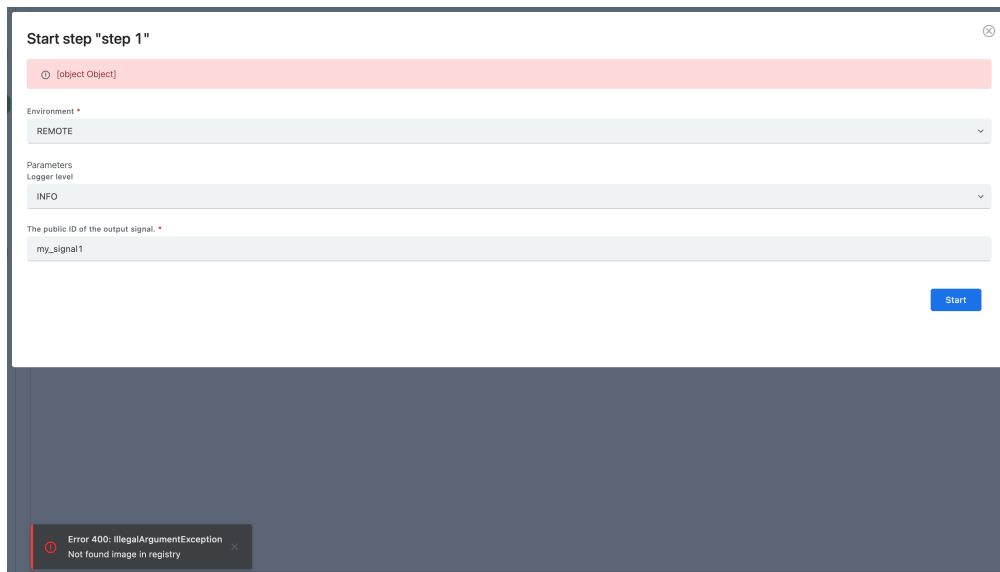 Start step "step 1"
[object Object]
Environment *
REMOTE
Parameters
Logger level
INFO
The public ID of the output signal. *
my_signal1
Start
Error 400: IllegalArgumentException
Not found image in registry